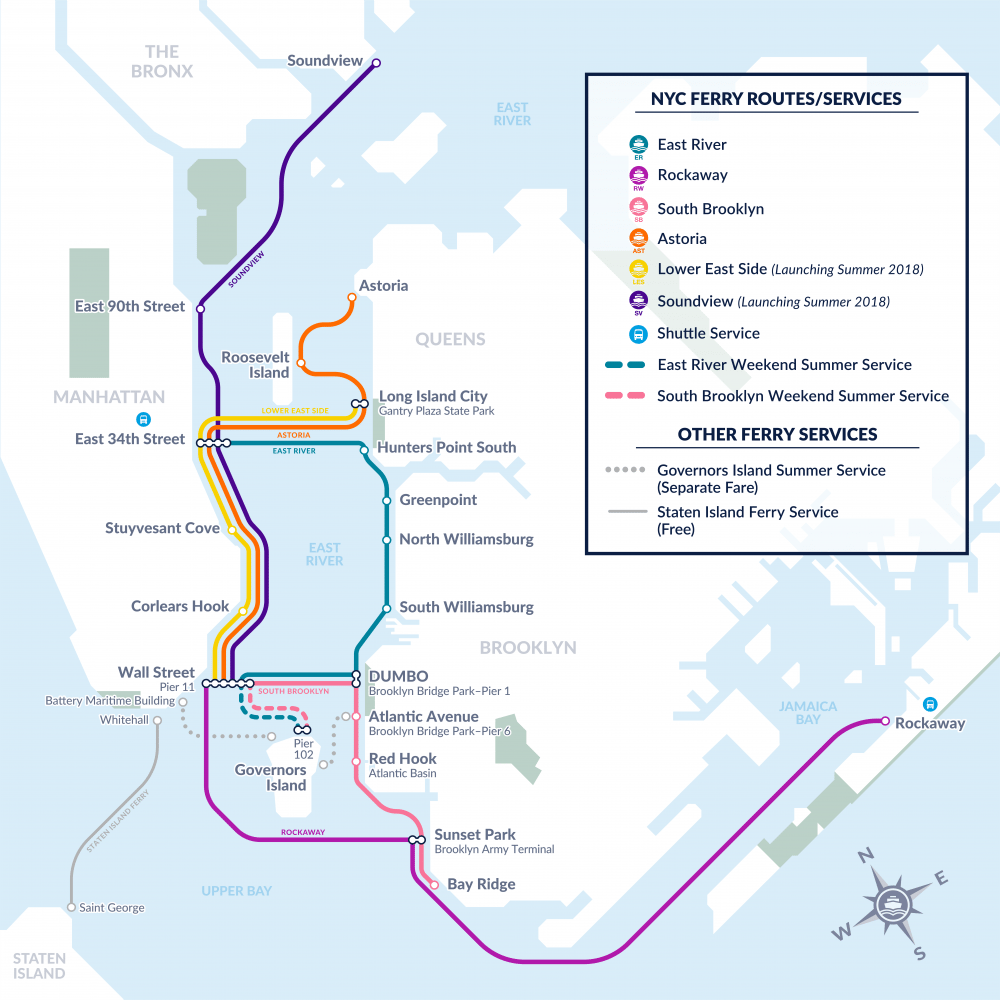 THE
BRONX
Soundview
EAST
RIVER
SOUNDVIEW
East 90th Street
Astoria
QUEENS
Roosevelt
Island
MANHATTAN
Long Island City
Gantry Plaza State Park
LOWER EAST SIDE
ASTORIA
EAST RIVER
East 34th Street
Hunters Point South
Greenpoint
Stuyvesant Cove
North Williamsburg
EAST
RIVER
Corlears Hook
South Williamsburg
BROOKLYN
Wall Street
Pier 11
DUMBO
Brooklyn Bridge Park–Pier 1
SOUTH BROOKLYN
Battery Maritime Building
Whitehall
Atlantic Avenue
Brooklyn Bridge Park–Pier 6
Pier
102
Governors
Island
Red Hook
Atlantic Basin
JAMAICA
BAY
Rockaway
STATEN ISLAND FERRY
ROCKAWAY
Sunset Park
Brooklyn Army Terminal
UPPER BAY
Bay Ridge
Saint George
STATEN
ISLAND
N
E
W
S
NYC FERRY ROUTES/SERVICES
ER
East River
RW
Rockaway
SB
South Brooklyn
AST
Astoria
LES
Lower East Side (Launching Summer 2018)
SV
Soundview (Launching Summer 2018)
Shuttle Service
East River Weekend Summer Service
South Brooklyn Weekend Summer Service
OTHER FERRY SERVICES
Governors Island Summer Service
(Separate Fare)
Staten Island Ferry Service
(Free)